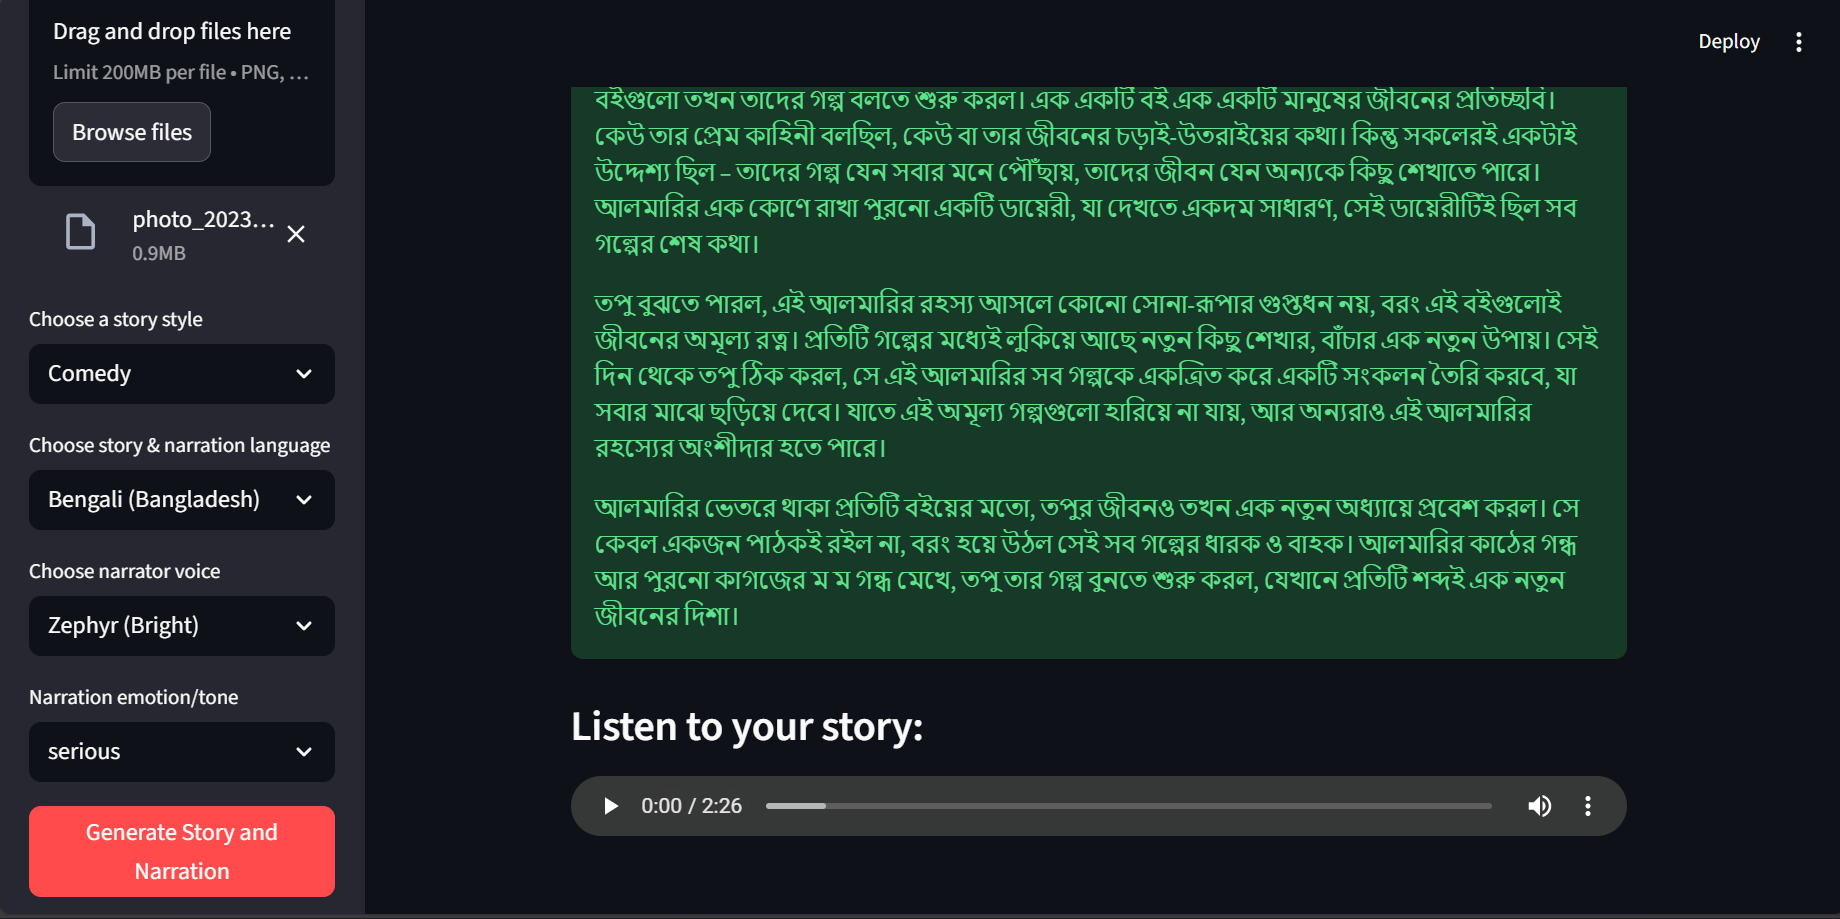 Drag and drop files here
Limit 200MB per file • PNG, ...
Browse files
photo_2023...
0.9MB
Choose a story style
Comedy
Choose story & narration language
Bengali (Bangladesh)
Choose narrator voice
Zephyr (Bright)
Narration emotion/tone
serious
Generate Story and
Narration
Deploy
বইগুলো তখন তাদের গল্প বলতে শুরু করল। এক একটি বই এক একটি মানুষের জীবনের প্রতিচ্ছবি।
কেউ তার প্রেম কাহিনী বলছিল, কেউ বা তার জীবনের চড়াই-উতরাইয়ের কথা। কিন্তু সকলেরই একটাই
উদ্দেশ্য ছিল – তাদের গল্প যেন সবার মনে পৌঁছায়, তাদের জীবন যেন অন্যকে কিছু শেখাতে পারে।
আলমারির এক কোণে রাখা পুরনো একটি ডায়েরী, যা দেখতে একদম সাধারণ, সেই ডায়েরীটিই ছিল সব
গল্পের শেষ কথা।
তপু বুঝতে পারল, এই আলমারির রহস্য আসলে কোনো সোনা-রূপার গুপ্তধন নয়, বরং এই বইগুলোই
জীবনের অমূল্য রত্ন। প্রতিটি গল্পের মধ্যেই লুকিয়ে আছে নতুন কিছু শেখার, বাঁচার এক নতুন উপায়। সেই
দিন থেকে তপু ঠিক করল, সে এই আলমারির সব গল্পকে একত্রিত করে একটি সংকলন তৈরি করবে, যা
সবার মাঝে ছড়িয়ে দেবে। যাতে এই অমূল্য গল্পগুলো হারিয়ে না যায়, আর অন্যরাও এই আলমারির
রহস্যের অংশীদার হতে পারে।
আলমারির ভেতরে থাকা প্রতিটি বইয়ের মতো, তপুর জীবনও তখন এক নতুন অধ্যায়ে প্রবেশ করল। সে
কেবল একজন পাঠকই রইল না, বরং হয়ে উঠল সেই সব গল্পের ধারক ও বাহক। আলমারির কাঠের গন্ধ
আর পুরনো কাগজের ম ম গন্ধ মেখে, তপু তার গল্প বুনতে শুরু করল, যেখানে প্রতিটি শব্দই এক নতুন
জীবনের দিশা।
Listen to your story:
0:00 / 2:26